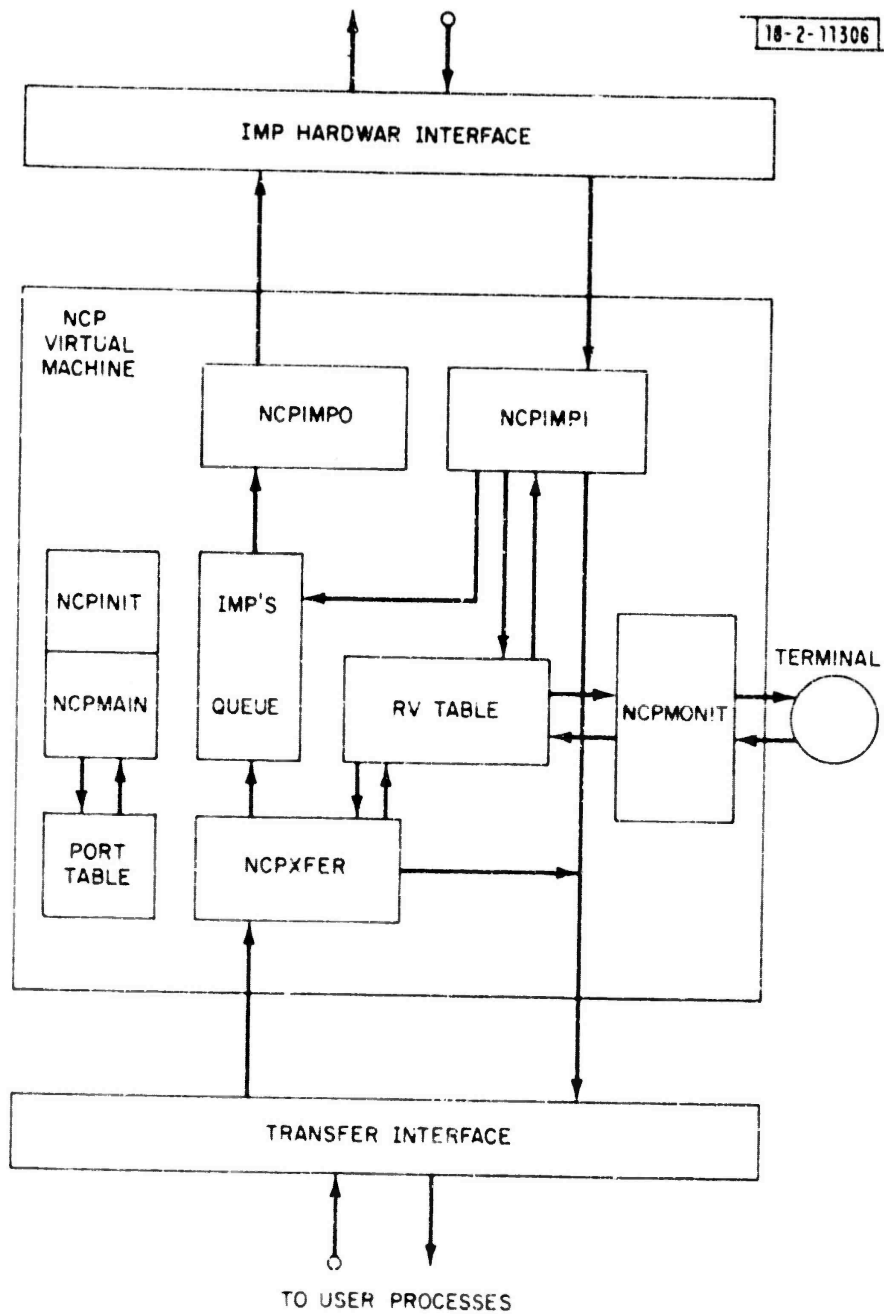 18-2-11306
IMP HARDWAR INTERFACE
NCP
VIRTUAL
MACHINE
NCPIMPO
NCPIMPI
NCPINIT
IMP'S
TERMINAL
NCPMAIN
QUEUE
RV TABLE
NCPMONIT
PORT
TABLE
NCPXFER
TRANSFER INTERFACE
TO USER PROCESSES